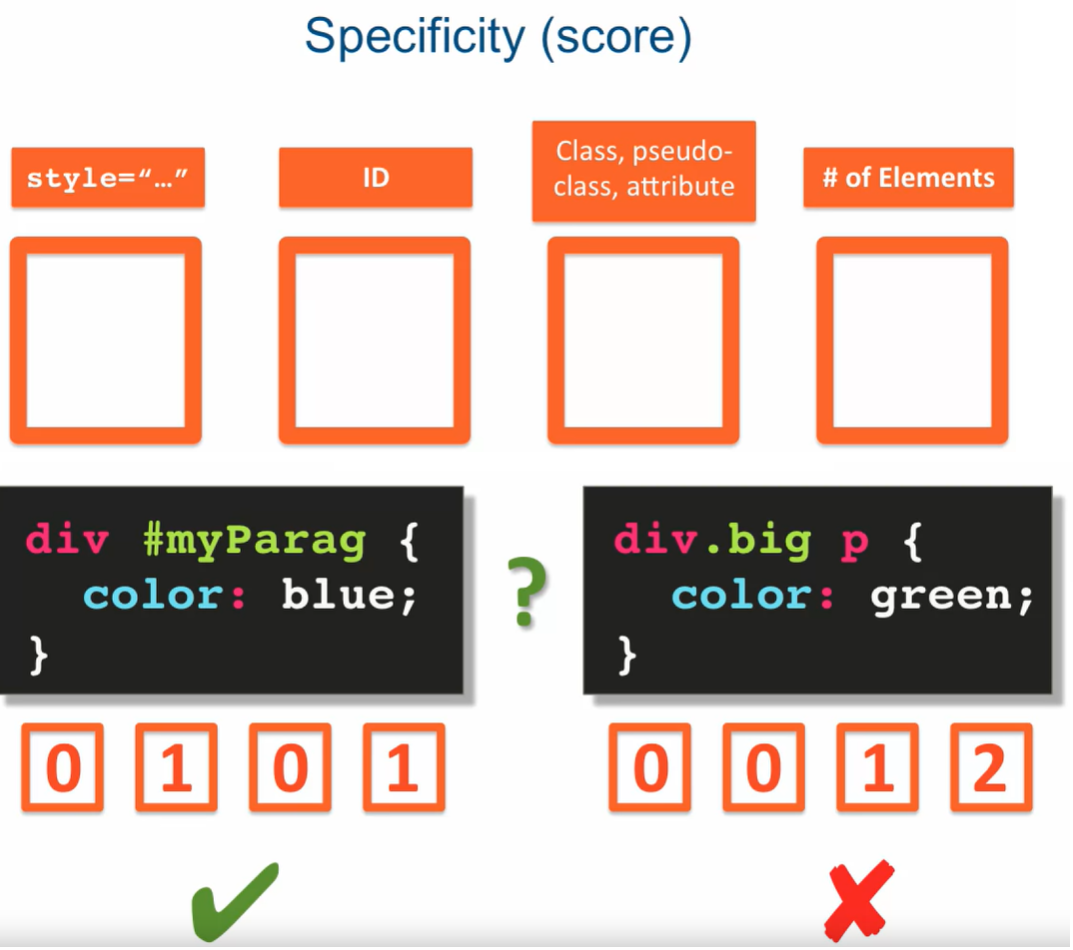 Specificity (score)
style="…"
ID
Class, pseudo-
class, attribute
# of Elements
div #myParag {
color: blue;
}
?
div.big p {
color: green;
}
0 1 0 1
0 0 1 2